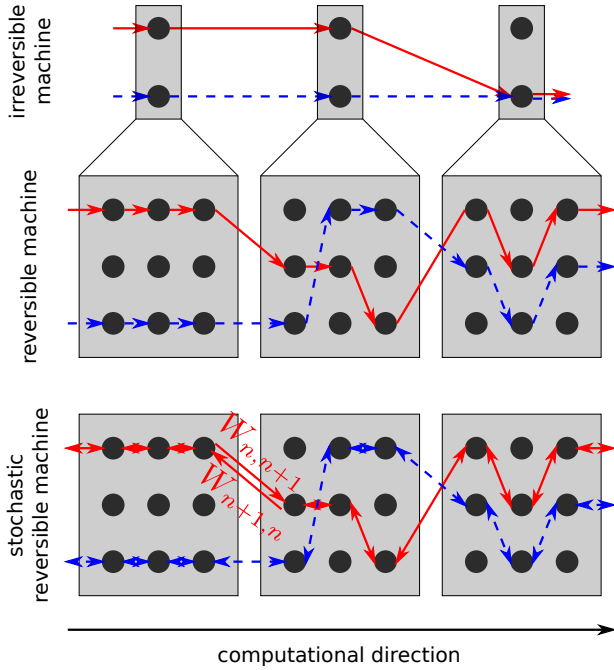 irreversible
machine
reversible machine
stochastic
reversible machine
W_{n,n+1}
W_{n+1,n}
computational direction